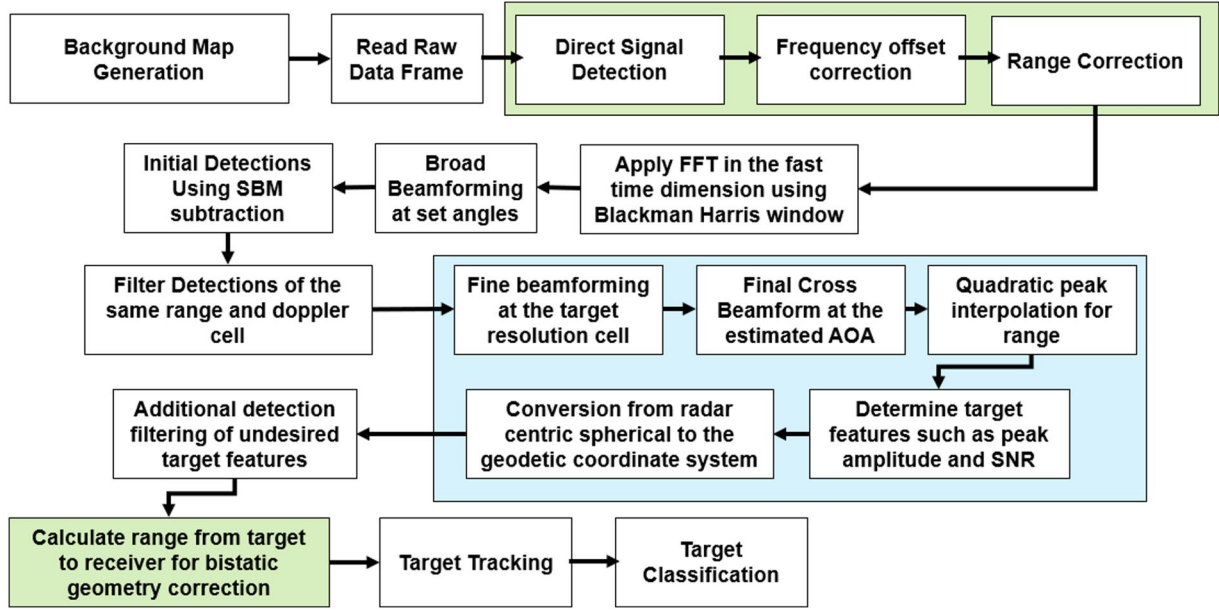 Background Map
Generation
Read Raw
Data Frame
Direct Signal
Detection
Frequency offset
correction
Range Correction
Apply FFT in the fast
time dimension using
Blackman Harris window
Broad
Beamforming
at set angles
Initial Detections
Using SBM
subtraction
Filter Detections of the
same range and doppler
cell
Fine beamforming
at the target
resolution cell
Final Cross
Beamform at the
estimated AOA
Quadratic peak
interpolation for
range
Determine target
features such as peak
amplitude and SNR
Conversion from radar
centric spherical to the
geodetic coordinate system
Additional detection
filtering of undesired
target features
Calculate range from target
to receiver for bistatic
geometry correction
Target Tracking
Target
Classification